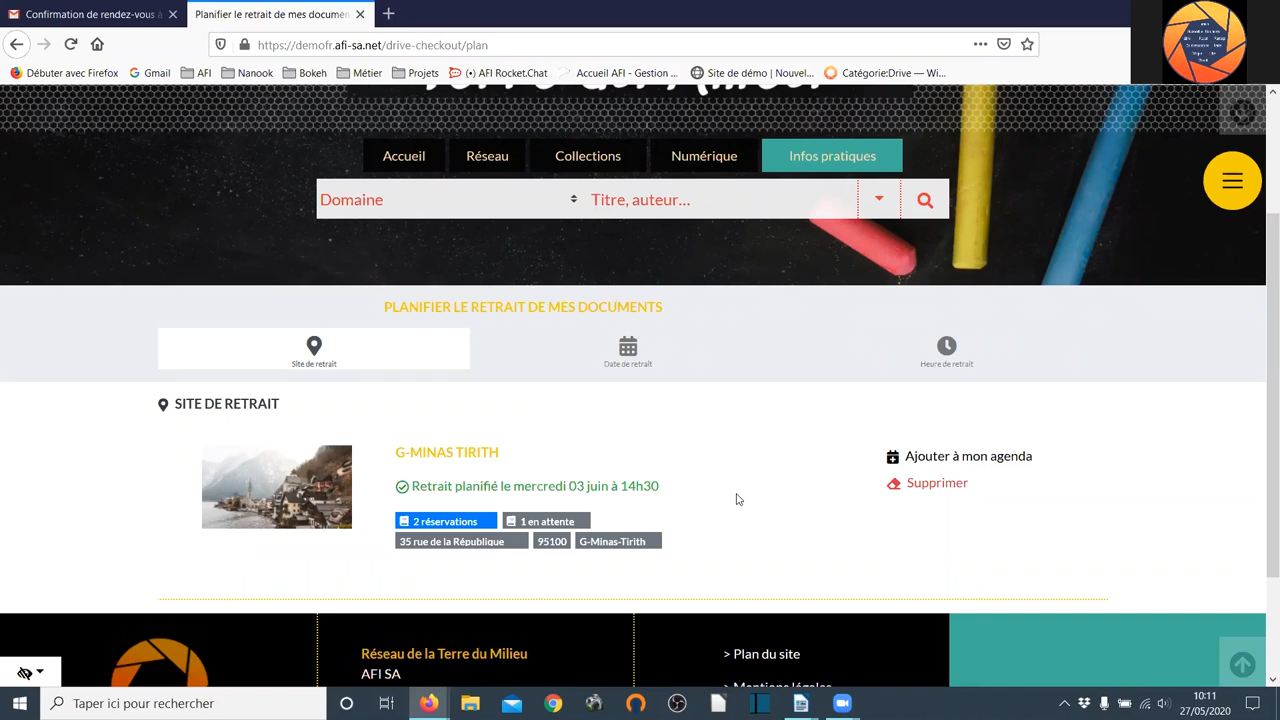 Confirmation de rendez-vous à
Planifier le retrait de mes documen
https://demofr.afi-sa.net/drive-checkout/plan
Débuter avec Firefox
Gmail
AFI
Nanook
Bokeh
Métier
Projets
(•) AFI Rocket.Chat
Accueil AFI - Gestion ...
Site de démo | Nouvel...
Catégorie:Drive — Wi...
Accueil
Réseau
Collections
Numérique
Infos pratiques
Domaine
Titre, auteur...
PLANIFIER LE RETRAIT DE MES DOCUMENTS
Site de retrait
Date de retrait
Heure de retrait
SITE DE RETRAIT
G-MINAS TIRITH
Retrait planifié le mercredi 03 juin à 14h30
2 réservations
1 en attente
35 rue de la République
95100
G-Minas-Tirith
Ajouter à mon agenda
Supprimer
Réseau de la Terre du Milieu
AFI SA
> Plan du site
> Mentions légales
Taper ici pour rechercher
10:11
27/05/2020